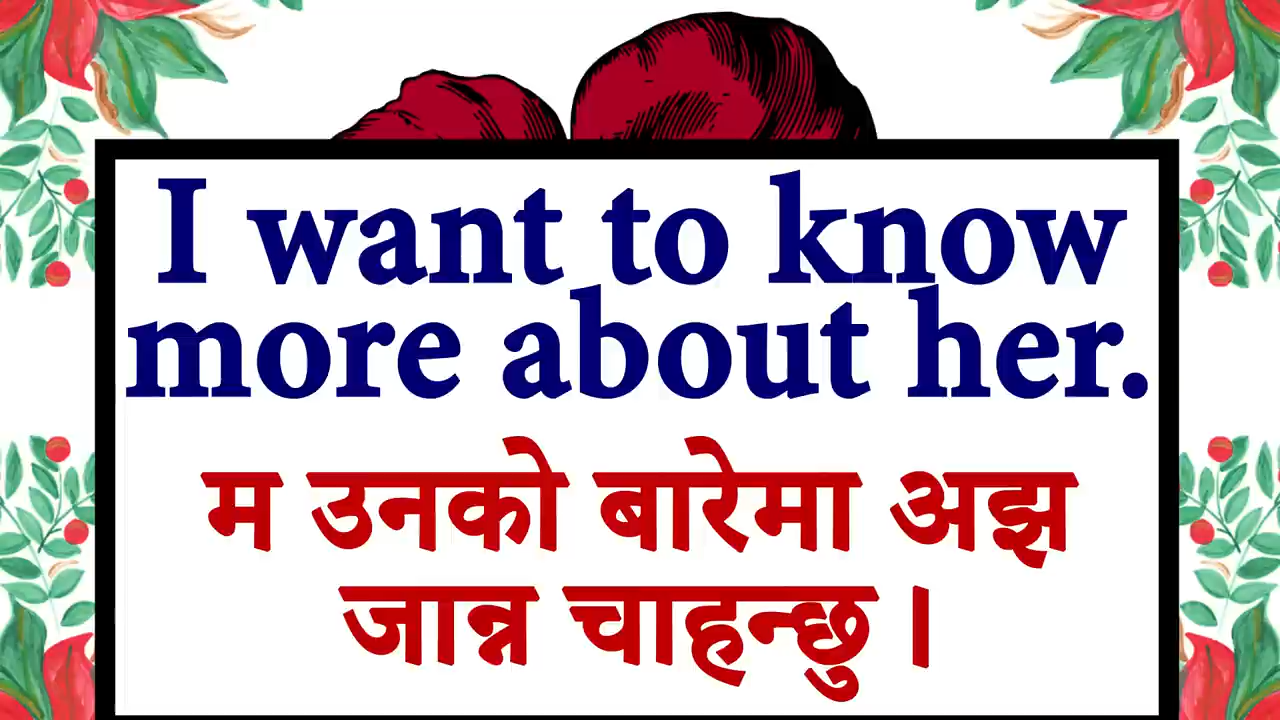 I want to know
more about her.
म उनको बारेमा अझ
जान्न चाहन्छु ।